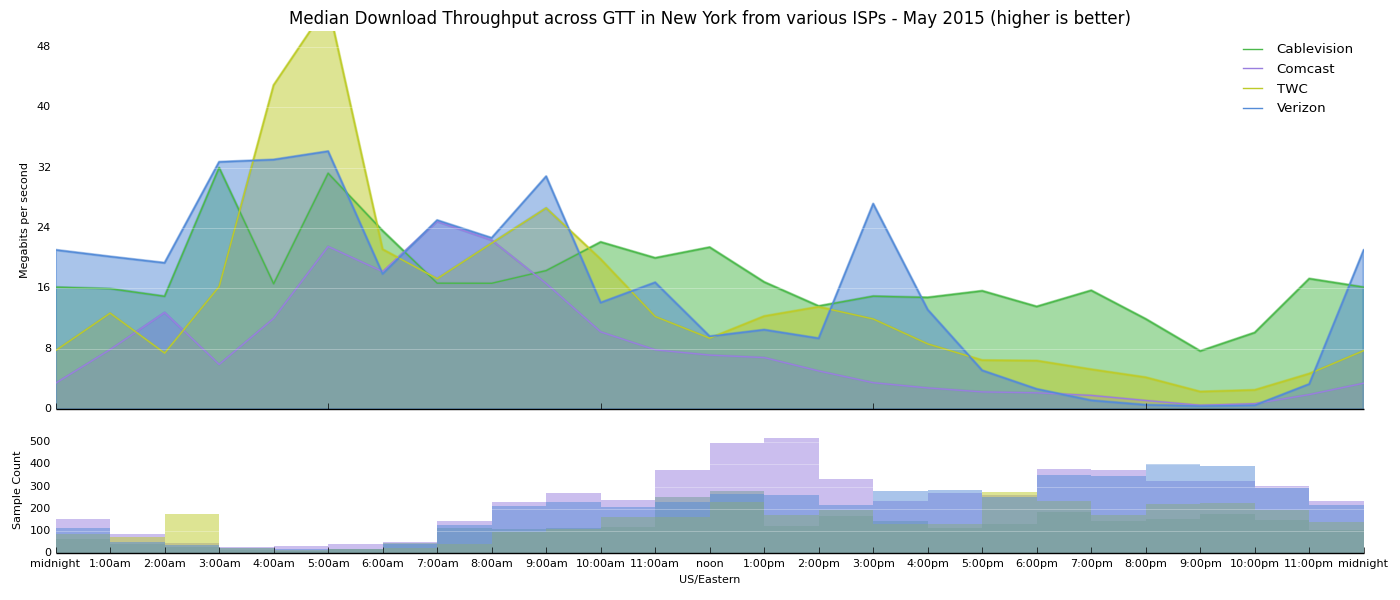 Median Download Throughput across GTT in New York from various ISPs - May 2015 (higher is better)
Cablevision
Comcast
TWC
Verizon
Megabits per second
48
40
32
24
16
8
0
Sample Count
500
400
300
200
100
0
midnight 1:00am 2:00am 3:00am 4:00am 5:00am 6:00am 7:00am 8:00am 9:00am 10:00am 11:00am noon 1:00pm 2:00pm 3:00pm 4:00pm 5:00pm 6:00pm 7:00pm 8:00pm 9:00pm 10:00pm 11:00pm midnight
US/Eastern